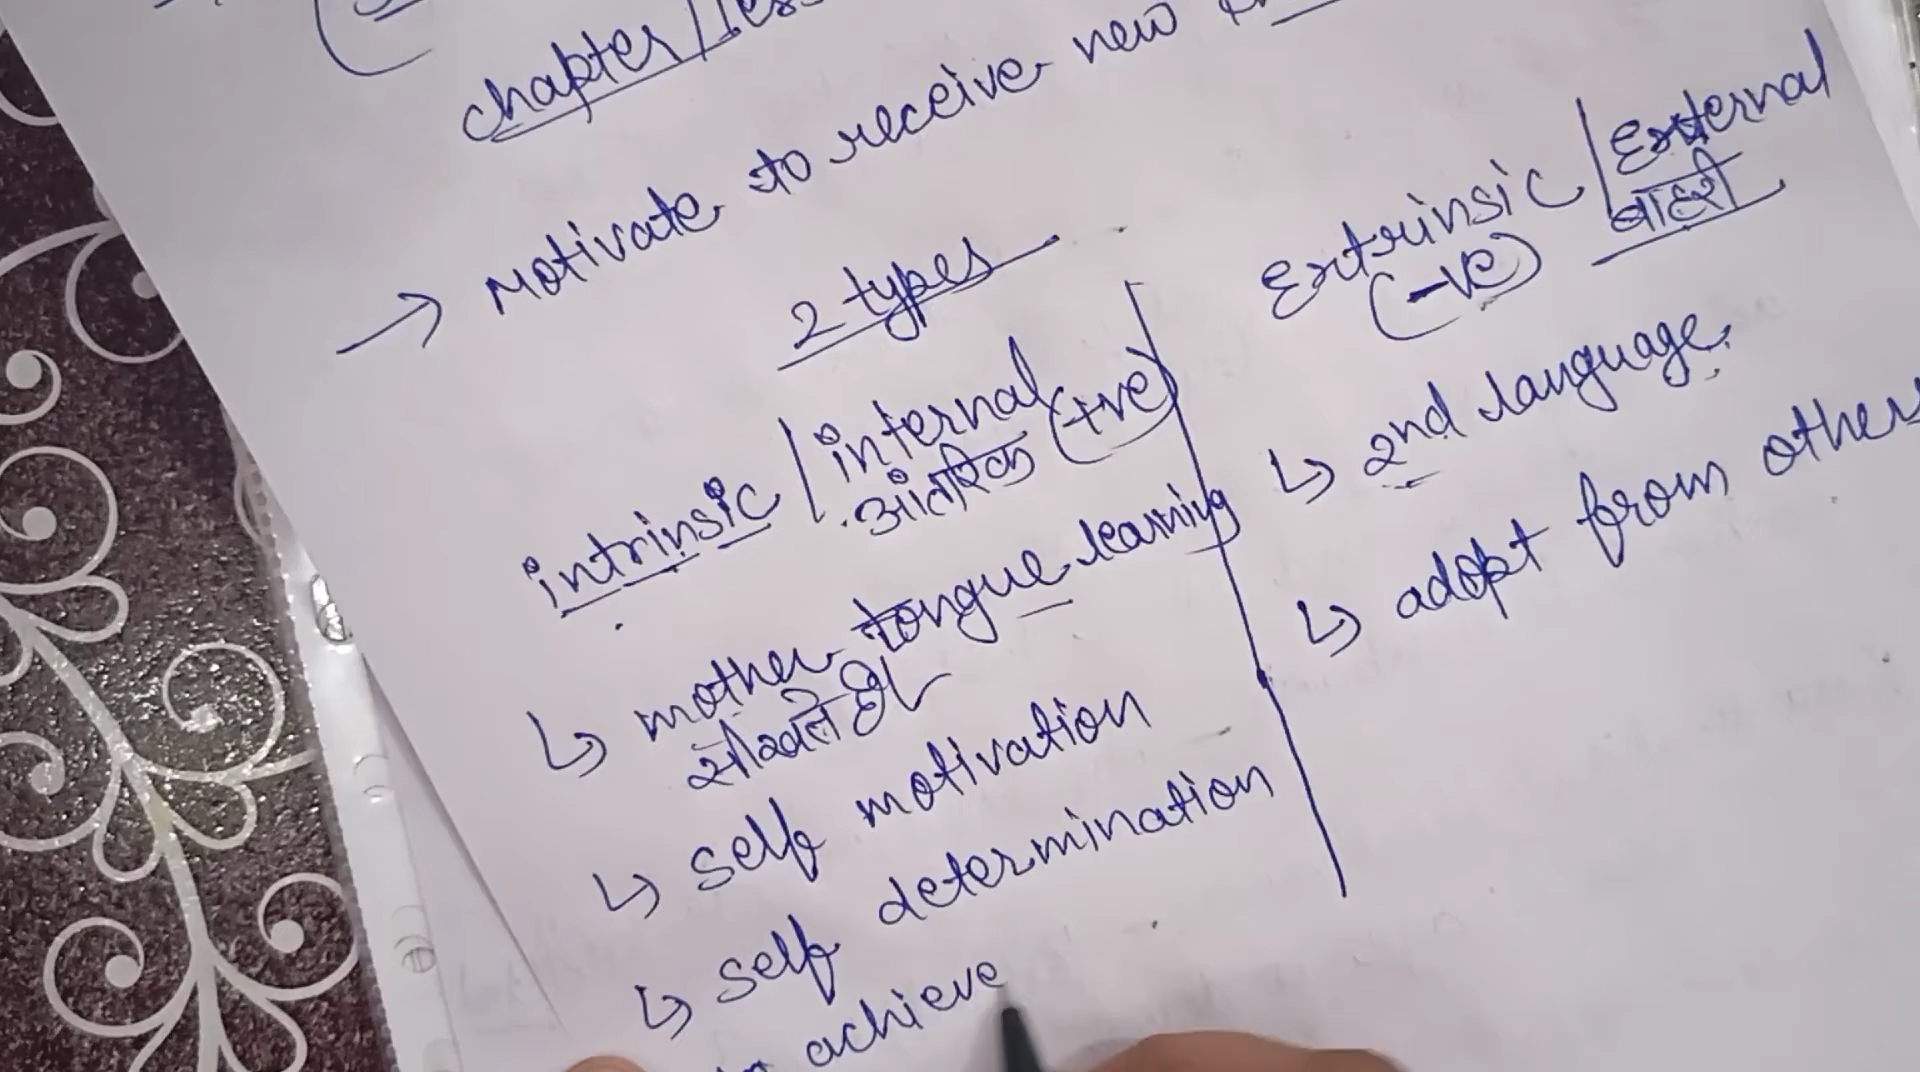 chapter/
→ Motivate to receive new
2 types
intrinsic / internal (+ve)
आंतरिक
↳ mother tongue learning
सीखते है
↳ self motivation
↳ self determination
achieve
Extrinsic / External
(-ve) बाहरी
↳ 2nd language
↳ adopt from others